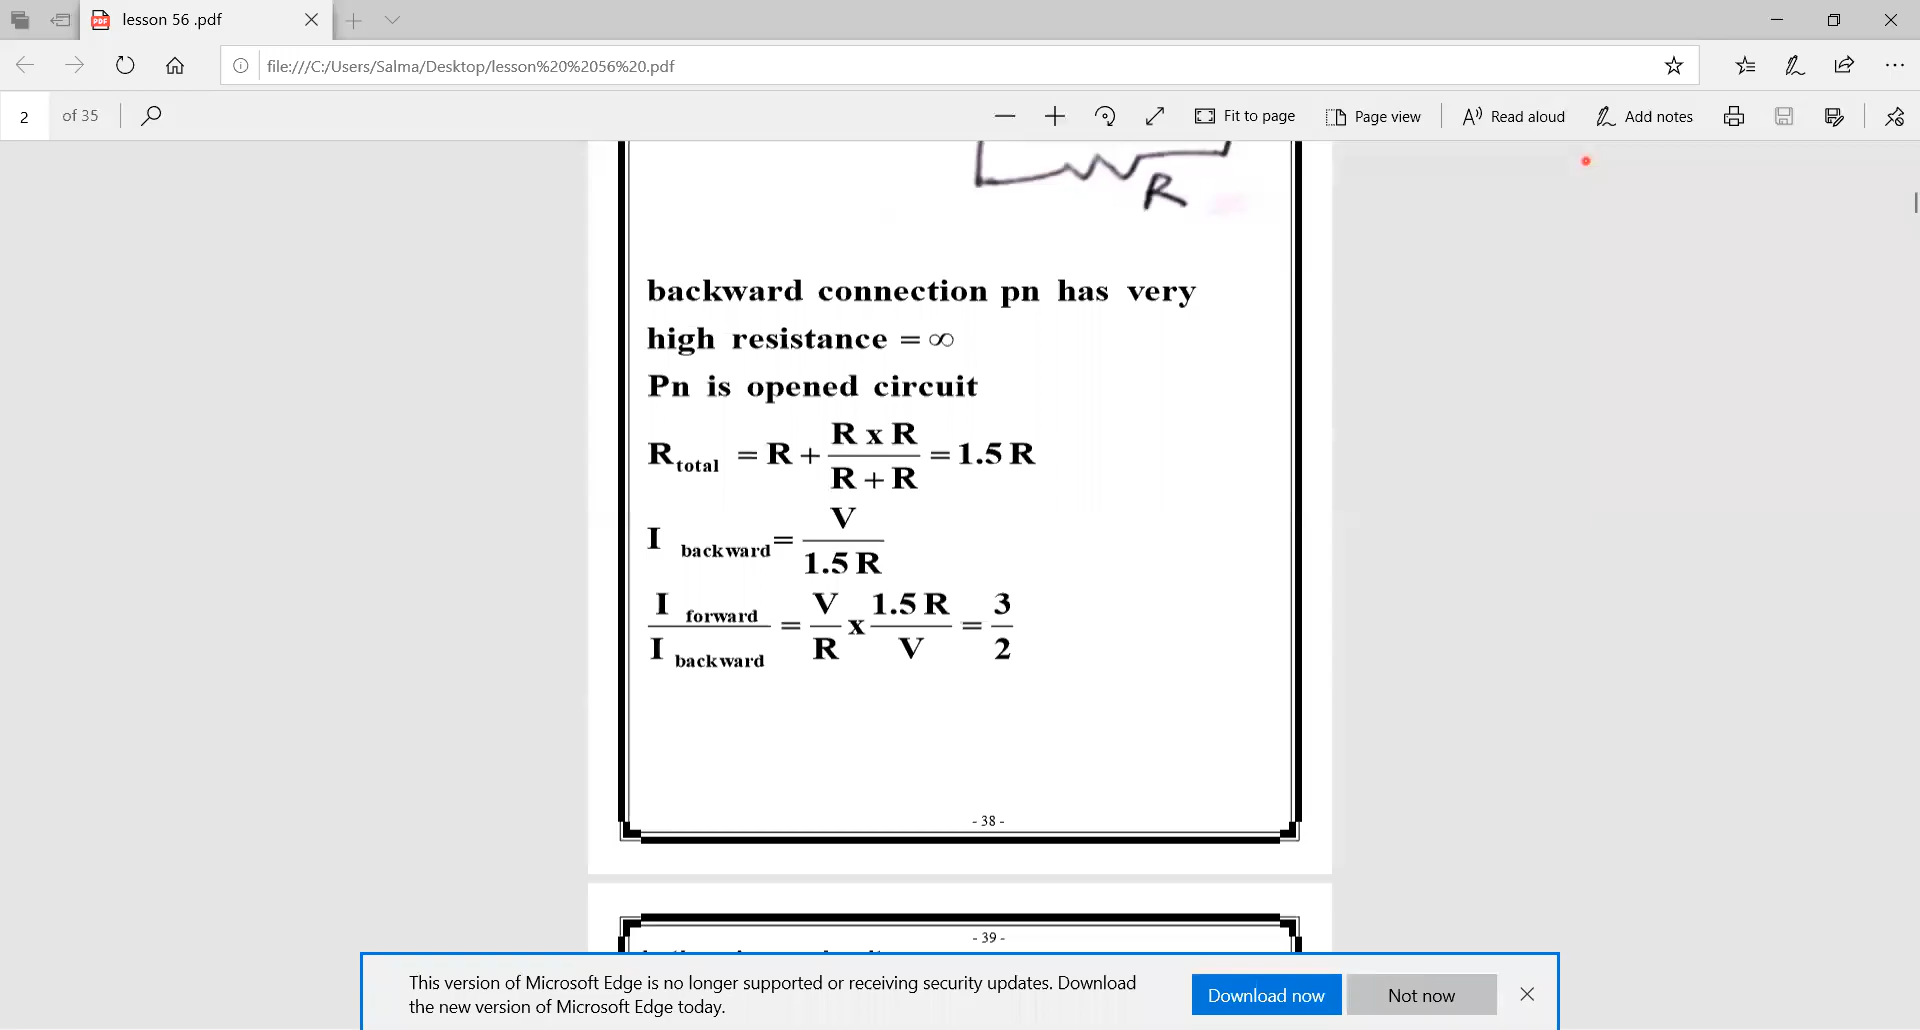 lesson 56 .pdf
file:///C:/Users/Salma/Desktop/lesson%20%2056%20.pdf
2 of 35
Fit to page
Page view
Read aloud
Add notes
R
backward connection pn has very
high resistance = ∞
Pn is opened circuit
R total = R + R x R / R + R = 1.5 R
I backward = V / 1.5 R
I forward / I backward = V / R x 1.5 R / V = 3 / 2
- 38 -
- 39 -
This version of Microsoft Edge is no longer supported or receiving security updates. Download
the new version of Microsoft Edge today.
Download now
Not now